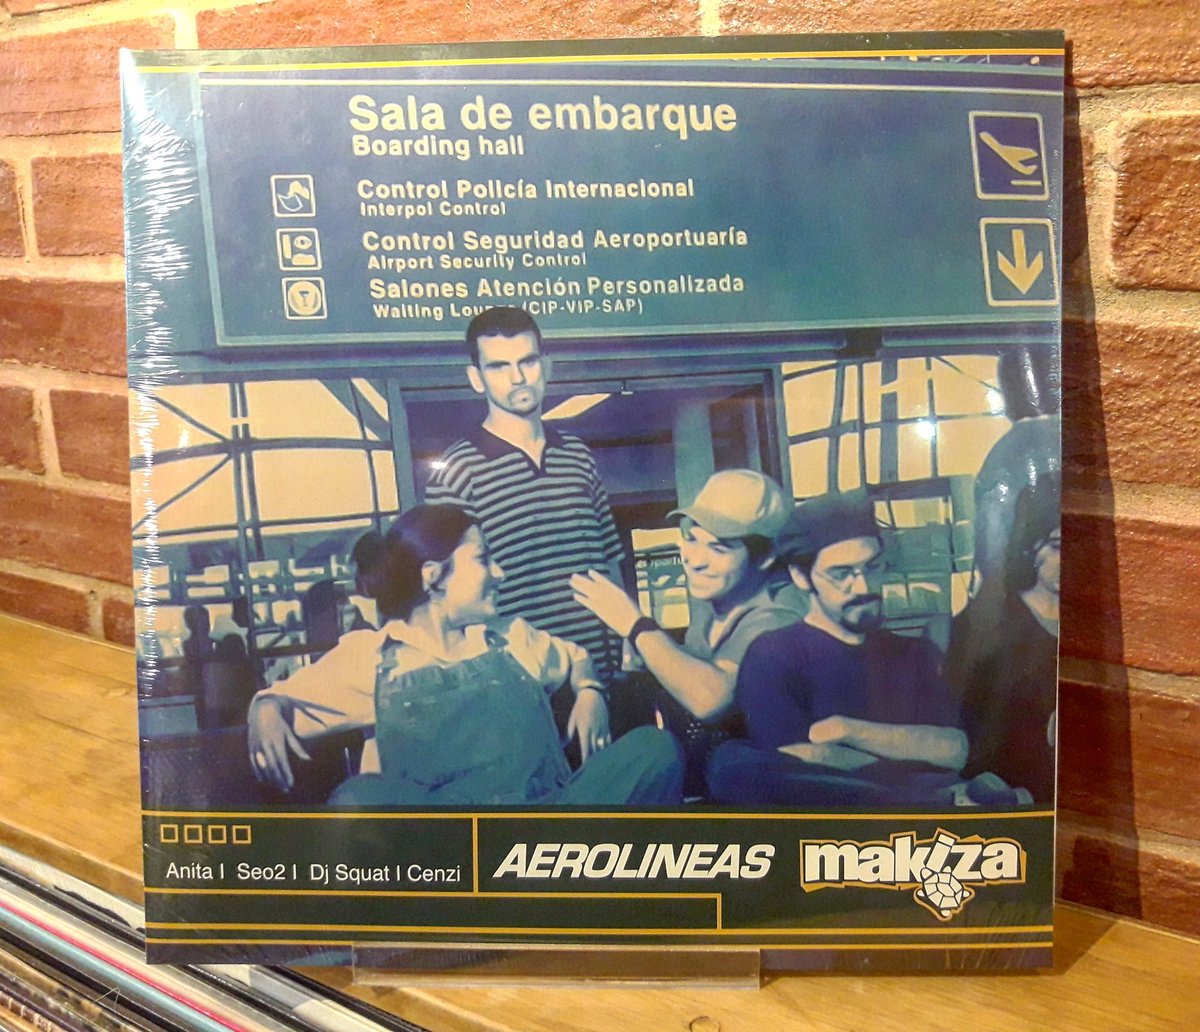 Sala de embarque
Boarding hall
Control Policía Internacional
Interpol Control
Control Seguridad Aeroportuaría
Airport Security Control
Salones Atención Personalizada
Waiting (CIP-VIP-SAP)
Anita I Seo2 I Dj Squat I Cenzi
AEROLINEAS
makiza